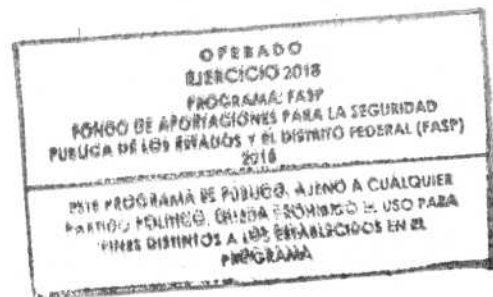 OPERADO
EJERCICIO 2018
PROGRAMA: FASP
FONDO DE APORTACIONES PARA LA SEGURIDAD
PUBLICA DE LOS ESTADOS Y EL DISTRITO FEDERAL (FASP)
2018
ESTE PROGRAMA ES PUBLICO, AJENO A CUALQUIER
PARTIDO POLITICO. QUEDA PROHIBIDO EL USO PARA
FINES DISTINTOS A LOS ESTABLECIDOS EN EL
PROGRAMA